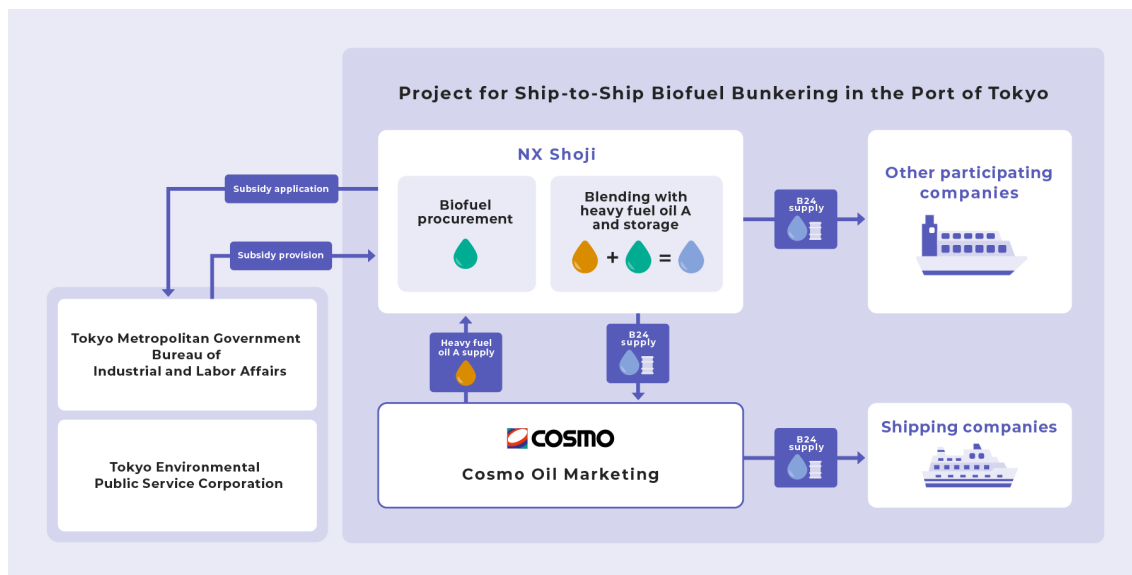 Project for Ship-to-Ship Biofuel Bunkering in the Port of Tokyo
NX Shoji
Biofuel
procurement
Blending with
heavy fuel oil A
and storage
+
=
Subsidy application
Subsidy provision
B24
supply
Other participating
companies
Tokyo Metropolitan Government
Bureau of
Industrial and Labor Affairs
Tokyo Environmental
Public Service Corporation
Heavy fuel
oil A supply
B24
supply
COSMO
Cosmo Oil Marketing
B24
supply
Shipping companies